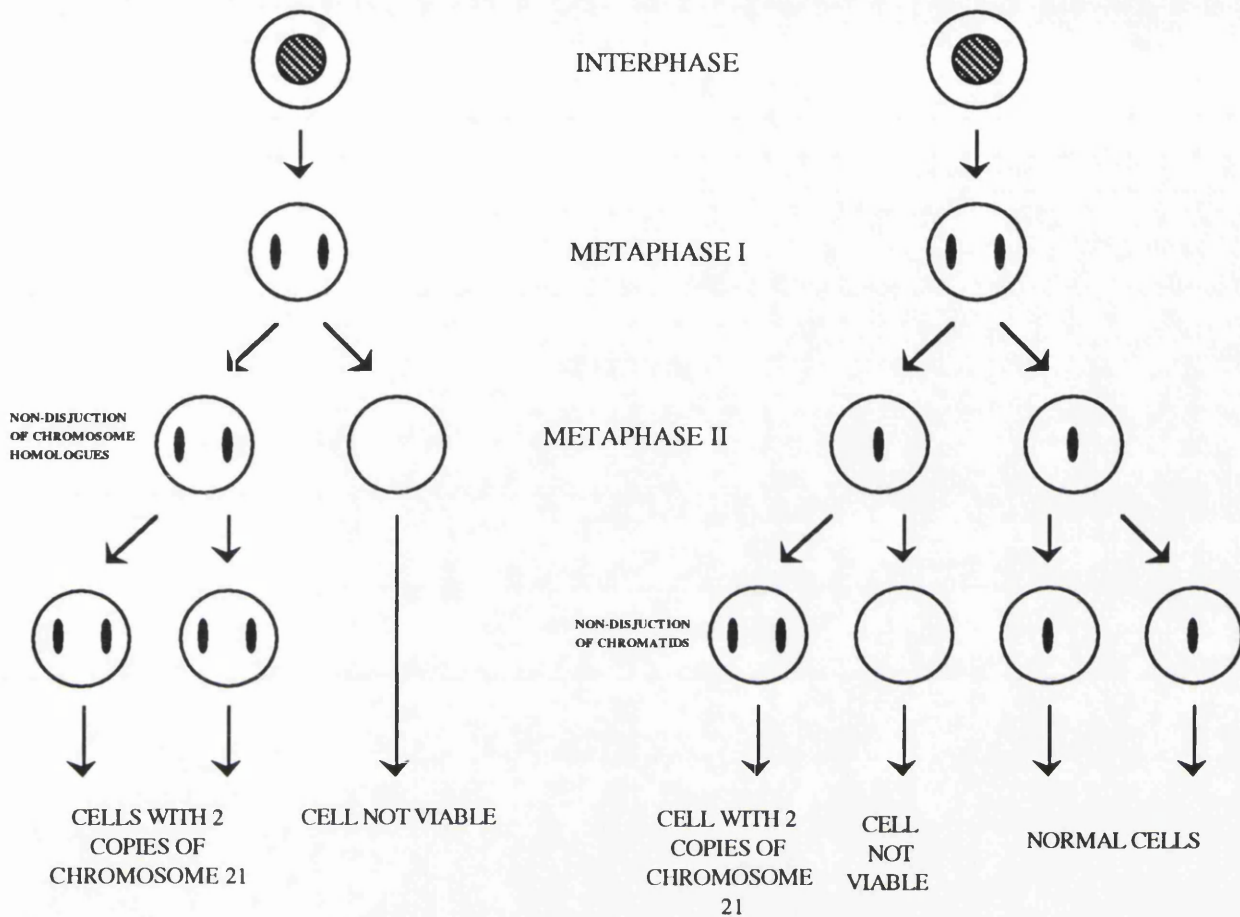 INTERPHASE
METAPHASE I
NON-DISJUCTION
OF CHROMOSOME
HOMOLOGUES
METAPHASE II
NON-DISJUCTION
OF CHROMATIDS
CELLS WITH 2
COPIES OF
CHROMOSOME 21
CELL NOT VIABLE
CELL WITH 2
COPIES OF
CHROMOSOME
21
CELL
NOT
VIABLE
NORMAL CELLS